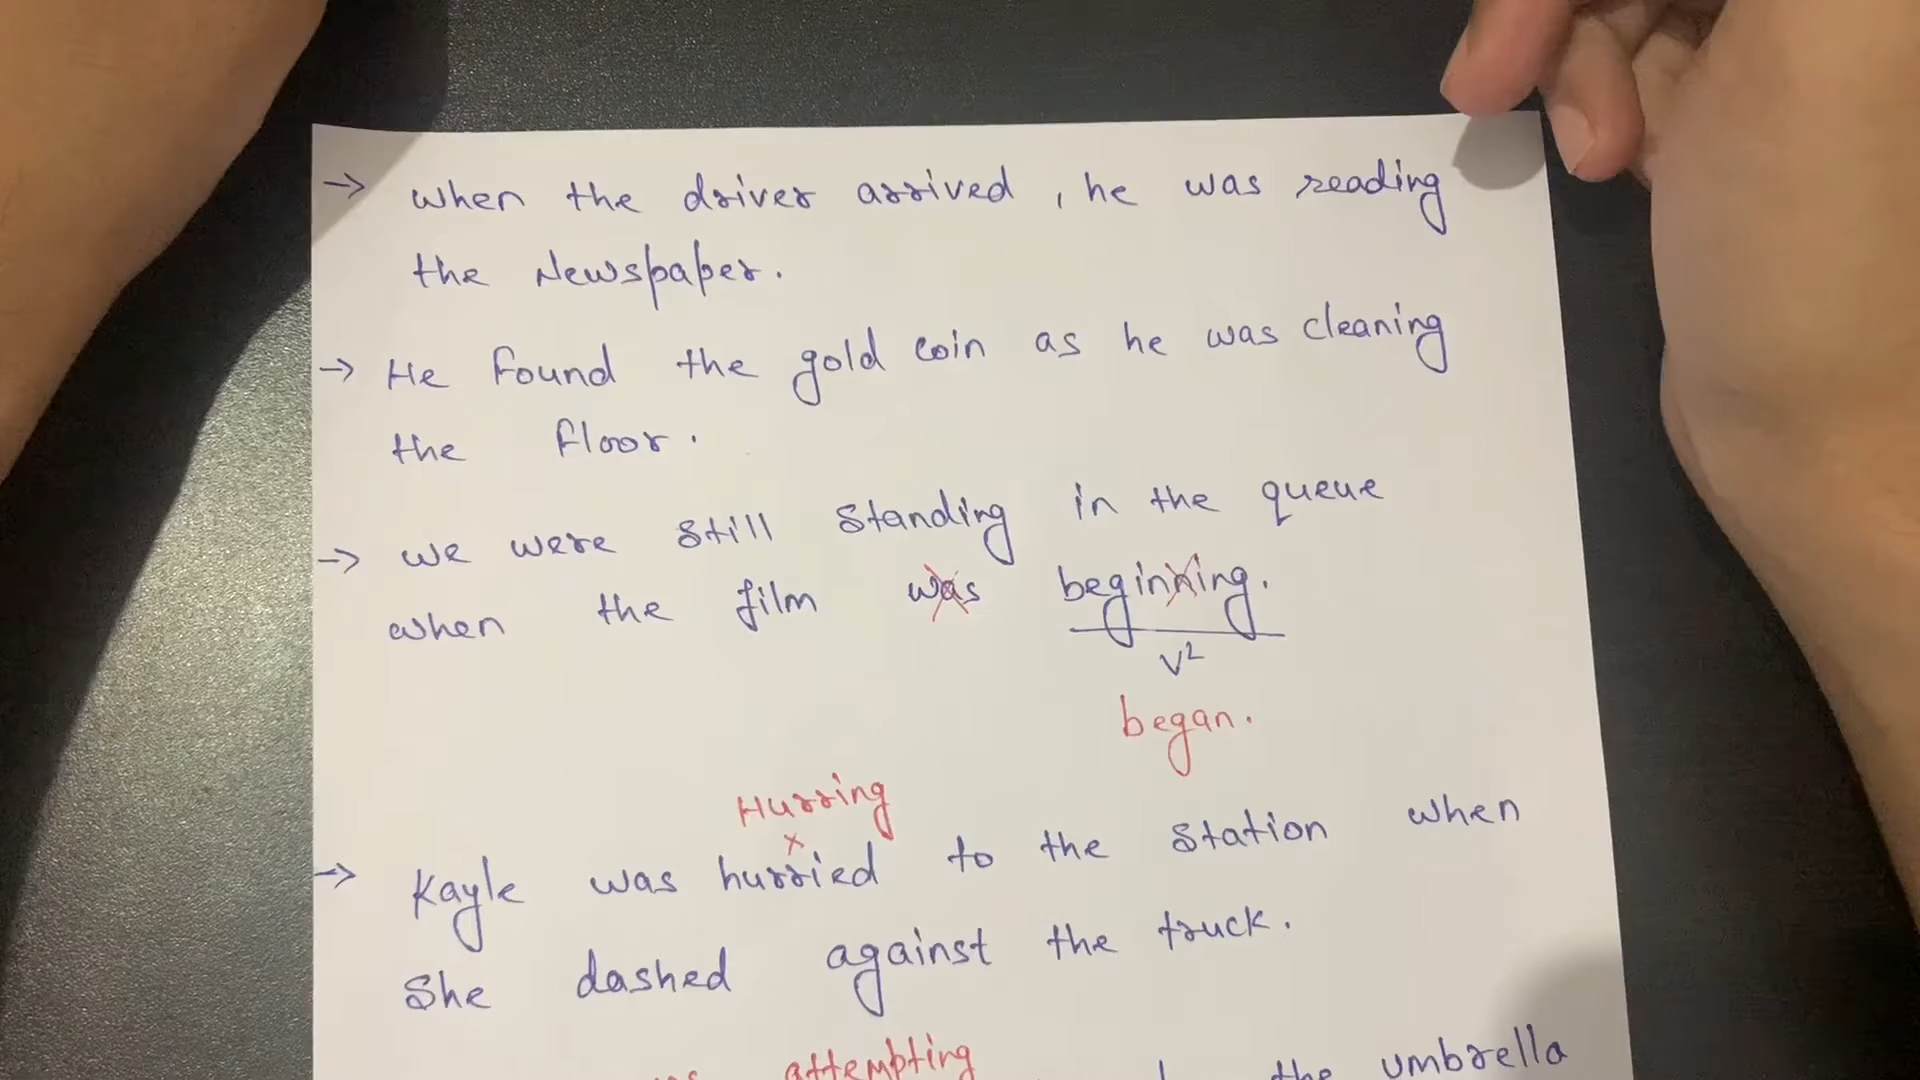 → When the driver arrived, he was reading
the Newspaper.
→ He found the gold coin as he was cleaning
the floor.
→ We were still standing in the queue
when the film was beginning.
V²
began.
Hurring
x
→ Kayle was hurried to the station when
She dashed against the truck.
attempting
the umbrella